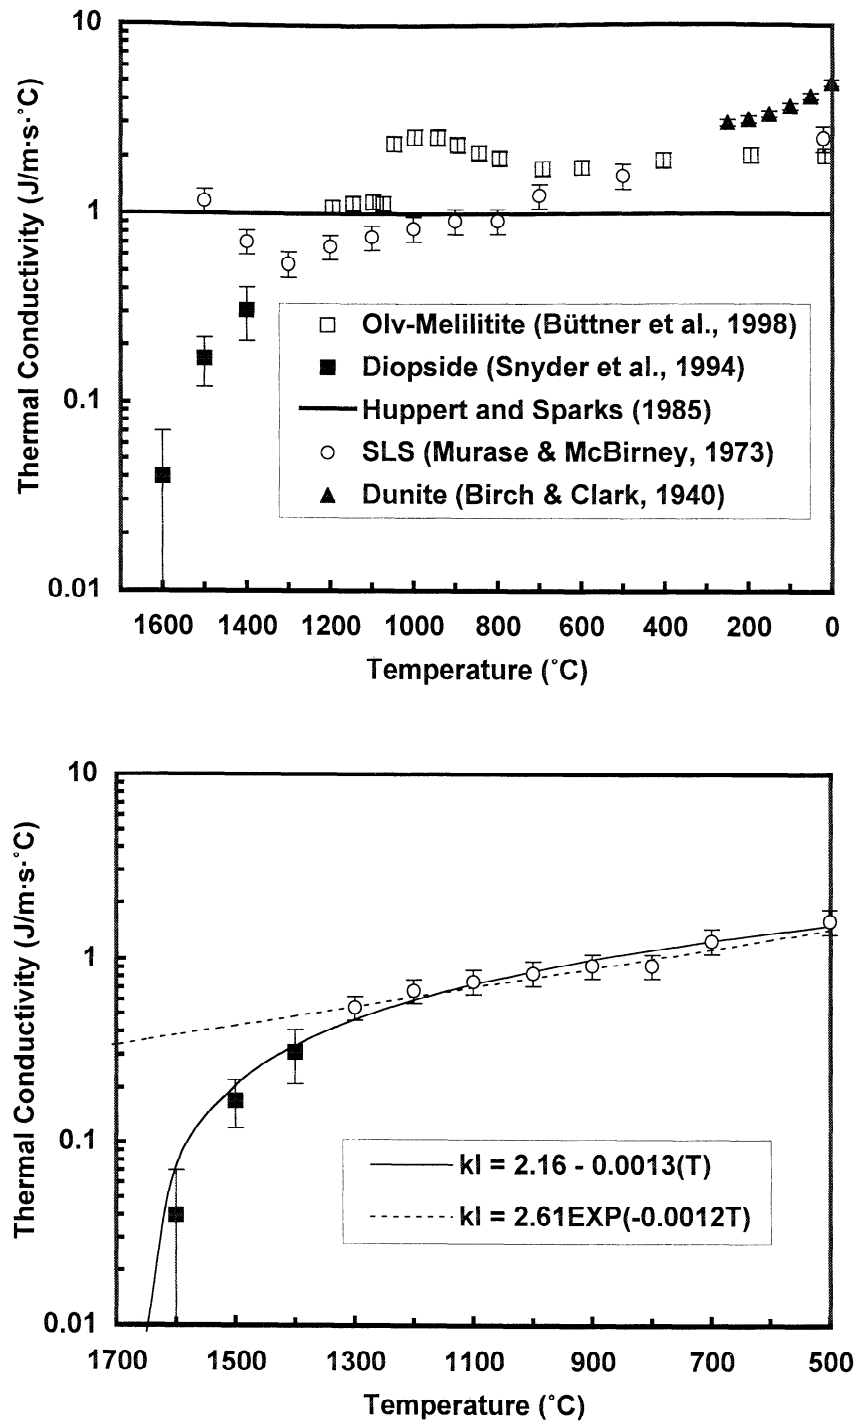 10
1
0.1
0.01
Thermal Conductivity (J/m·s·˚C)
□ Olv-Melilitite (Büttner et al., 1998)
■ Diopside (Snyder et al., 1994)
Huppert and Sparks (1985)
○ SLS (Murase & McBirney, 1973)
▲ Dunite (Birch & Clark, 1940)
1600 1400 1200 1000 800 600 400 200 0
Temperature (˚C)
10
1
0.1
0.01
Thermal Conductivity (J/m·s·˚C)
kl = 2.16 - 0.0013(T)
kl = 2.61EXP(-0.0012T)
1700 1500 1300 1100 900 700 500
Temperature (˚C)